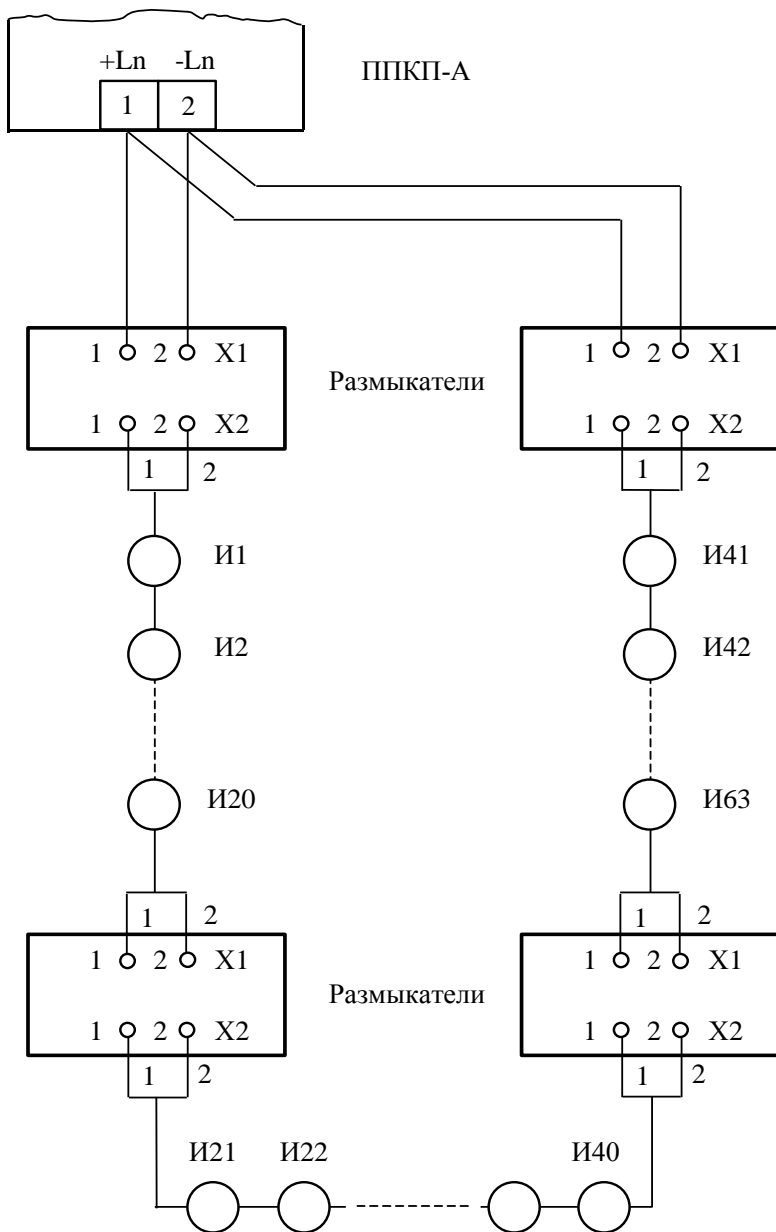 +Ln -Ln
ППКП-А
1 2
1 2 X1 1 2 X1
Размыкатели
1 2 X2 1 2 X2
1 2 1 2
И1 И41
И2 И42
И20 И63
1 2 1 2
1 2 X1 1 2 X1
Размыкатели
1 2 X2 1 2 X2
1 2 1 2
И21 И22 И40